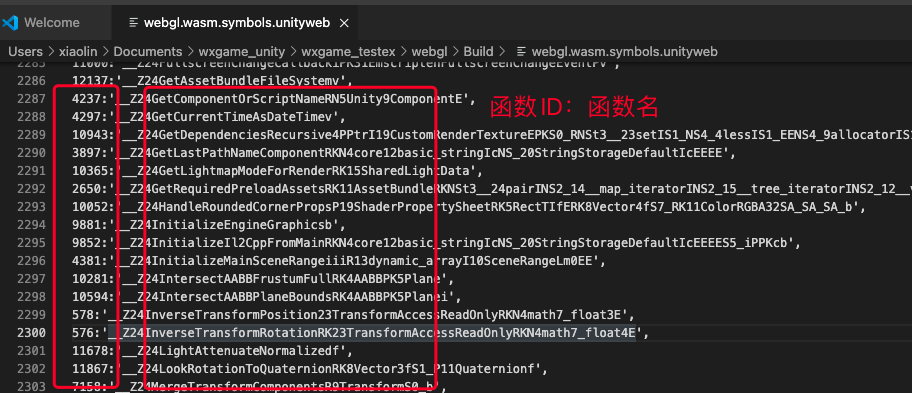 Welcome
webgl.wasm.symbols.unityweb ×
Users > xiaolin > Documents > wxgame_unity > wxgame_testex > webgl > Build > webgl.wasm.symbols.unityweb
2286 12137:'__Z24GetAssetBundleFileSystemv',
2287 4237:'__Z24GetComponentOrScriptNameRN5Unity9ComponentE',
函数ID：函数名
2288 4297:'__Z24GetCurrentTimeAsDateTimev',
2289 10943:'__Z24GetDependenciesRecursive4PPtrI19CustomRenderTextureEPKS0_RNSt3__23setIS1_NS4_4lessIS1_EENS4_9allocatorIS1
2290 3897:'__Z24GetLastPathNameComponentRKN4core12basic_stringIcNS_20StringStorageDefaultIcEEEE',
2291 10365:'__Z24GetLightmapModeForRenderRK15SharedLightData',
2292 2650:'__Z24GetRequiredPreloadAssetsRK11AssetBundleRKNSt3__24pairINS2_14__map_iteratorINS2_15__tree_iteratorINS2_12__
2293 10052:'__Z24HandleRoundedCornerPropsP19ShaderPropertySheetRK5RectTIfERK8Vector4fS7_RK11ColorRGBA32SA_SA_SA_b',
2294 9881:'__Z24InitializeEngineGraphicsb',
2295 9852:'__Z24InitializeIl2CppFromMainRKN4core12basic_stringIcNS_20StringStorageDefaultIcEEEES5_iPPKcb',
2296 4381:'__Z24InitializeMainSceneRangeiiiR13dynamic_arrayI10SceneRangeLm0EE',
2297 10281:'__Z24IntersectAABBFrustumFullRK4AABBPK5Plane',
2298 10594:'__Z24IntersectAABBPlaneBoundsRK4AABBPK5Planei',
2299 578:'__Z24InverseTransformPosition23TransformAccessReadOnlyRKN4math7_float3E',
2300 576:'__Z24InverseTransformRotationRK23TransformAccessReadOnlyRKN4math7_float4E',
2301 11678:'__Z24LightAttenuateNormalizedf',
2302 11867:'__Z24LookRotationToQuaternionRK8Vector3fS1_P11Quaternionf',
2303 7158:'__Z24MergeTransformComponentsR9TransformS0_b',